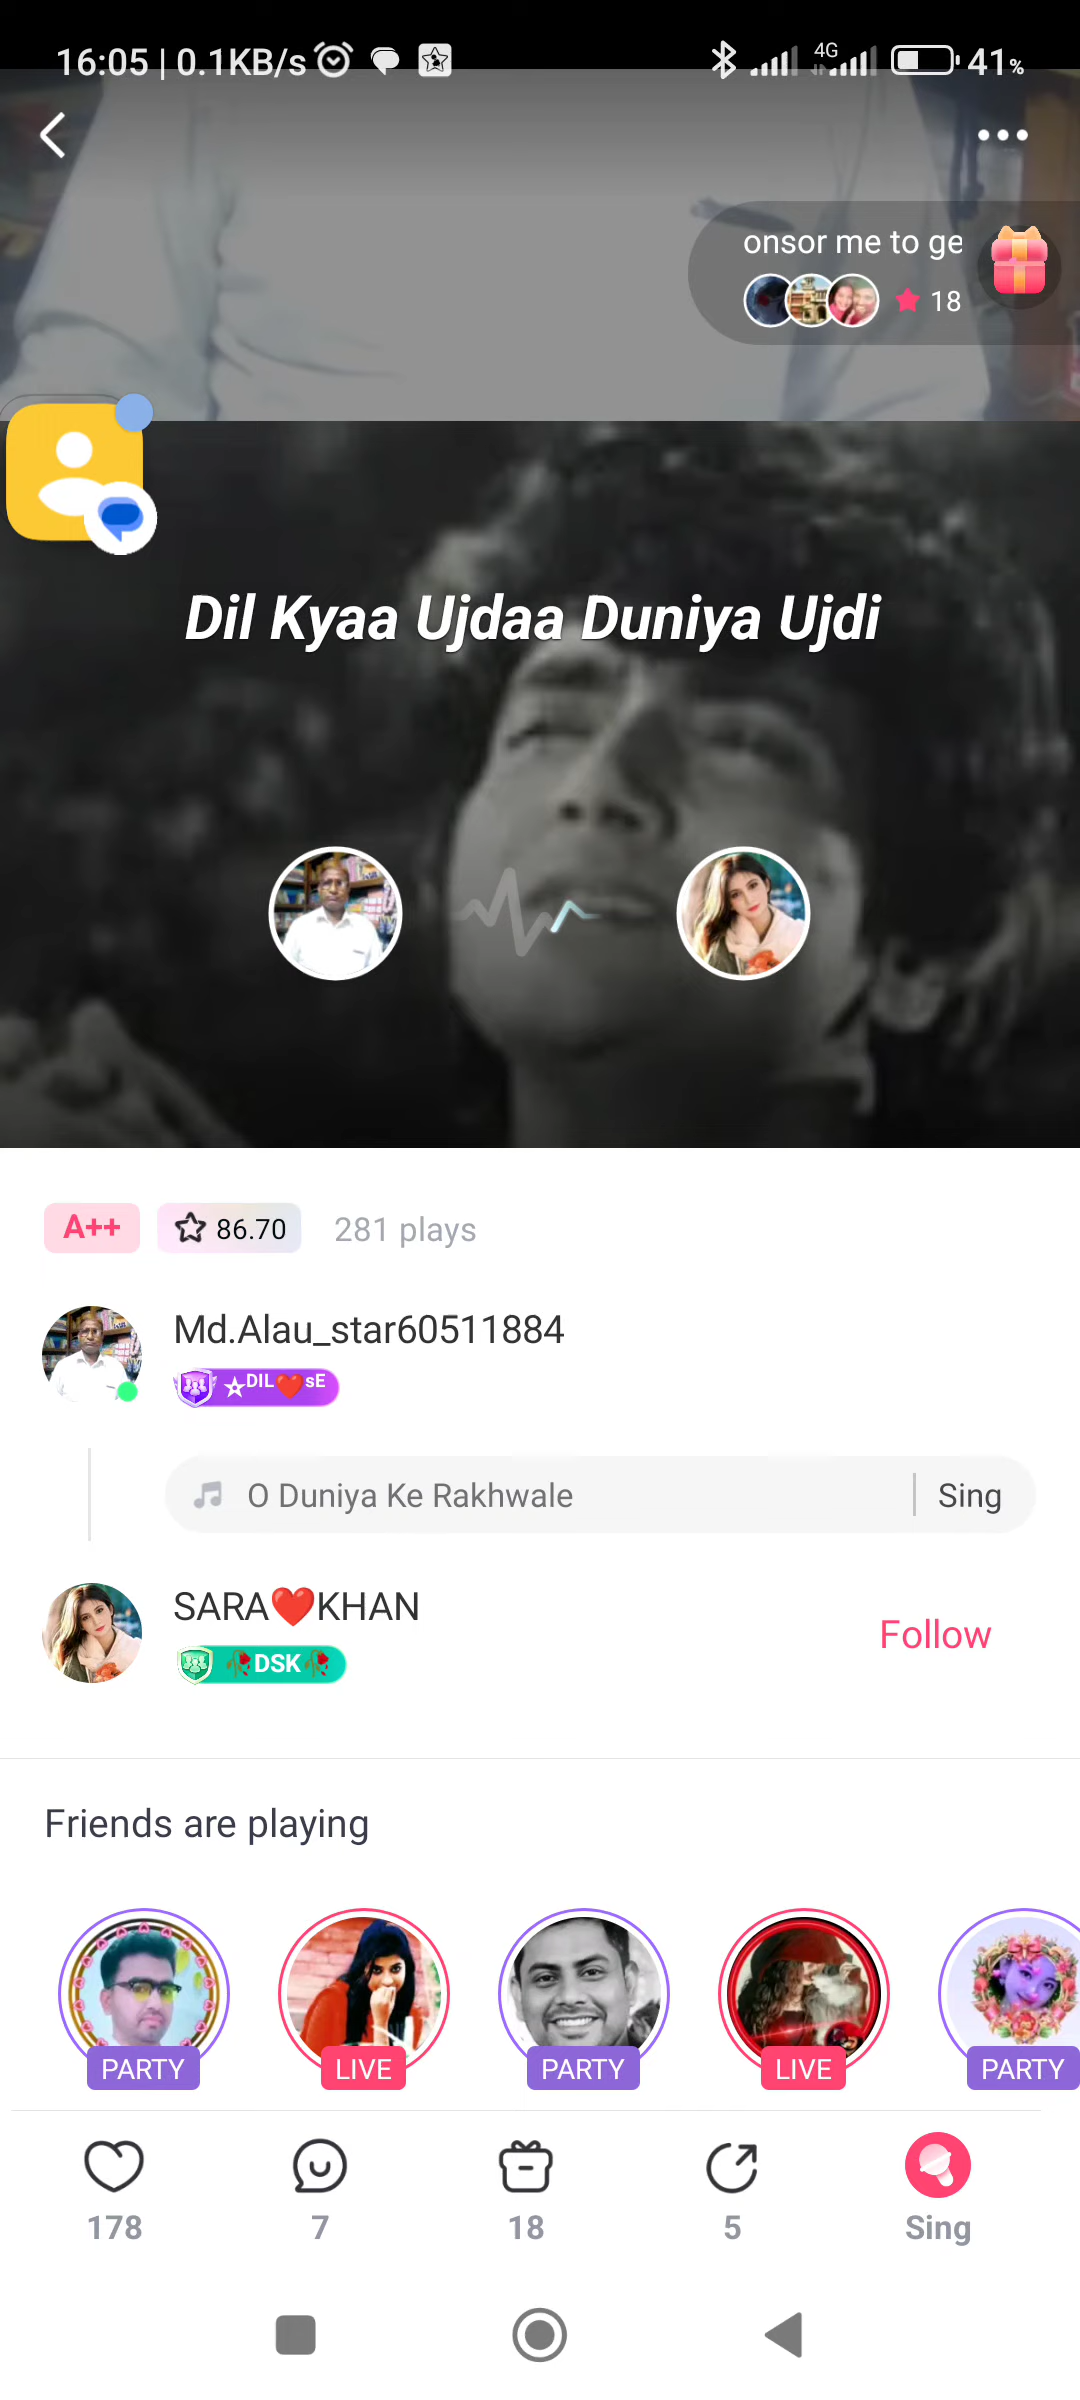 16:05 | 0.1KB/s
4G
41%
onsor me to ge
18
Dil Kyaa Ujdaa Duniya Ujdi
A++
86.70
281 plays
Md.Alau_star60511884
☆DIL❤️sE
O Duniya Ke Rakhwale | Sing
SARA❤️KHAN
🥀DSK🥀
Follow
Friends are playing
PARTY
LIVE
PARTY
LIVE
PARTY
178
7
18
5
Sing